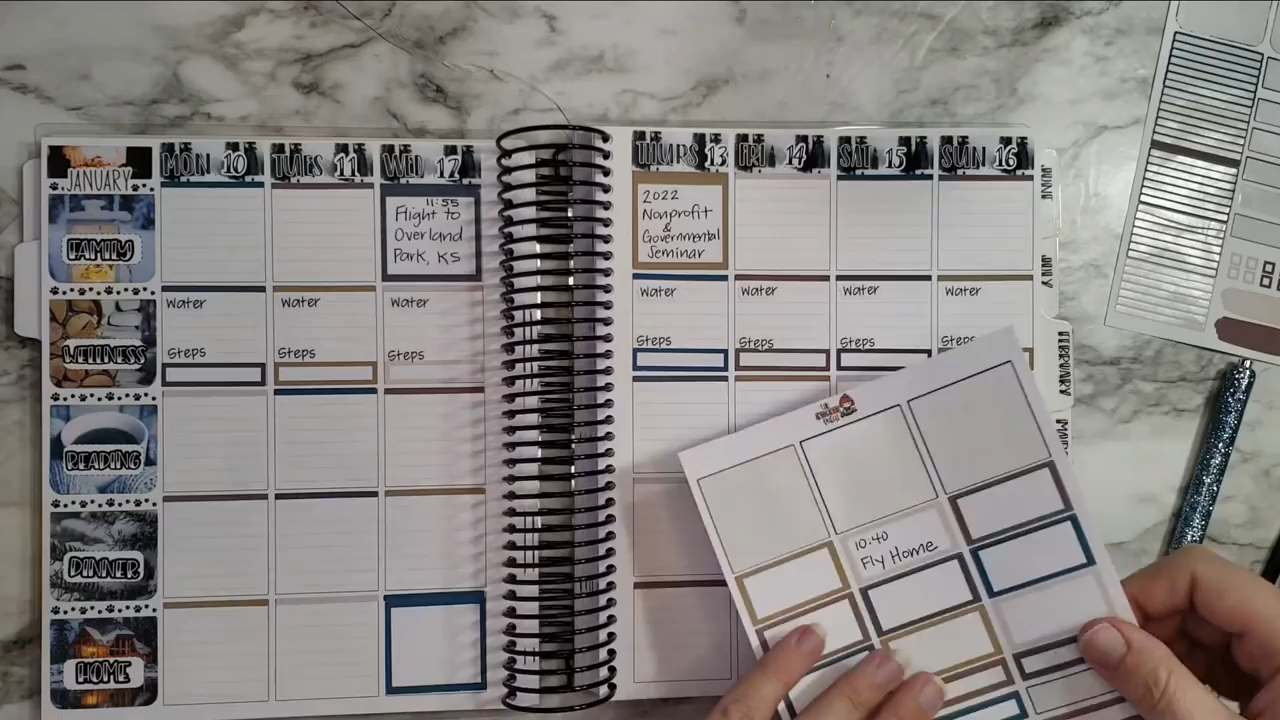 JANUARY
MON 10
TUES 11
WED 12
THURS 13
FRI 14
SAT 15
SUN 16
FAMILY
11:55
Flight to
Overland
Park, KS
2022
Nonprofit
&
Governmental
Seminar
WELLNESS
Water
Water
Water
Water
Water
Water
Water
Steps
Steps
Steps
Steps
Steps
Steps
Steps
READING
DINNER
HOME
10:40
Fly Home
JUNE
JULY
FEBRUARY